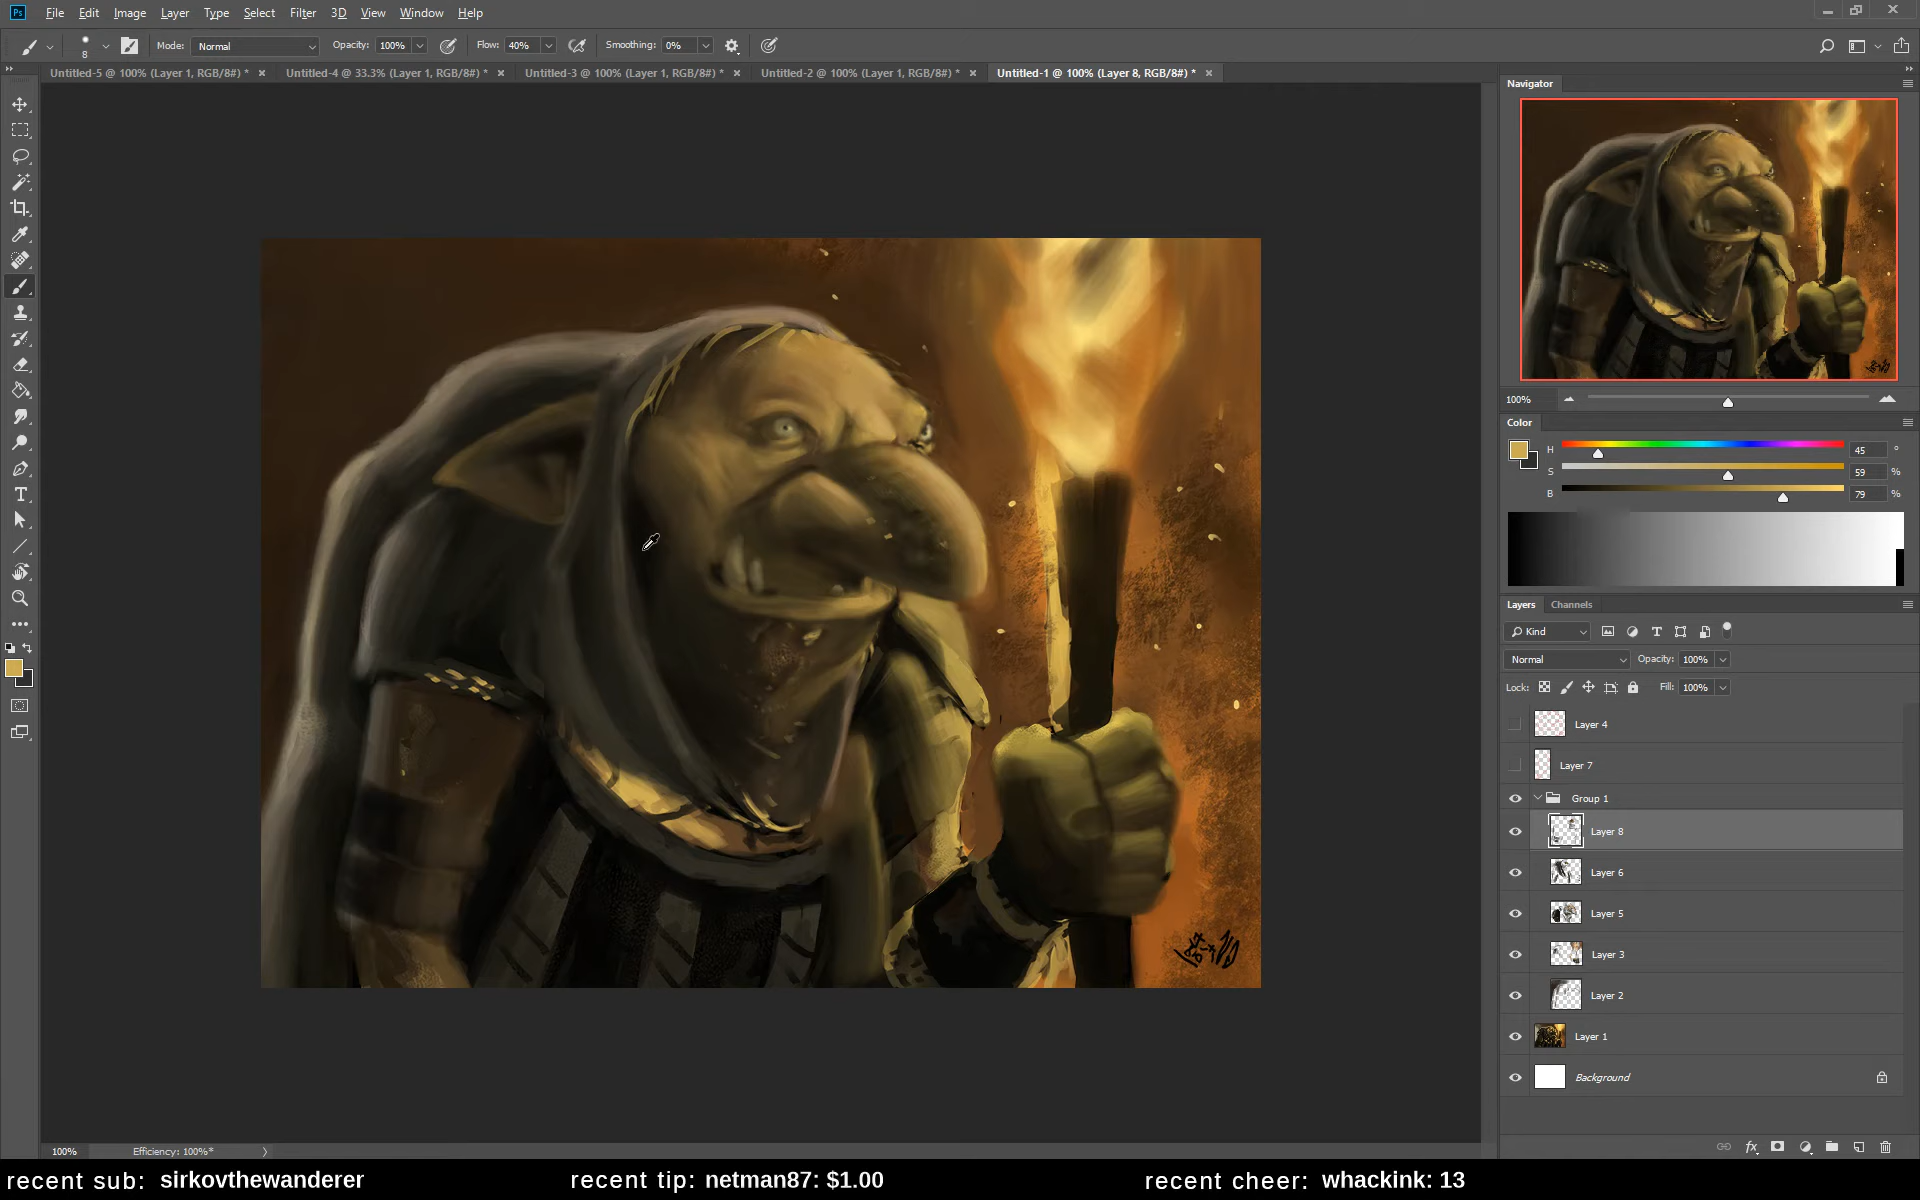 Ps File Edit Image Layer Type Select Filter 3D View Window Help
8 Mode: Normal Opacity: 100% Flow: 40% Smoothing: 0%
Untitled-5 @ 100% (Layer 1, RGB/8#) * Untitled-4 @ 33.3% (Layer 1, RGB/8#) * Untitled-3 @ 100% (Layer 1, RGB/8#) * Untitled-2 @ 100% (Layer 1, RGB/8#) * Untitled-1 @ 100% (Layer 8, RGB/8#) *
Navigator
100%
Color
H 45 °
S 59 %
B 79 %
Layers Channels
Kind
Normal Opacity: 100%
Lock: Fill: 100%
Layer 4
Layer 7
Group 1
Layer 8
Layer 6
Layer 5
Layer 3
Layer 2
Layer 1
Background
fx
100% Efficiency: 100%*
recent sub: sirkovthewanderer recent tip: netman87: $1.00 recent cheer: whackink: 13